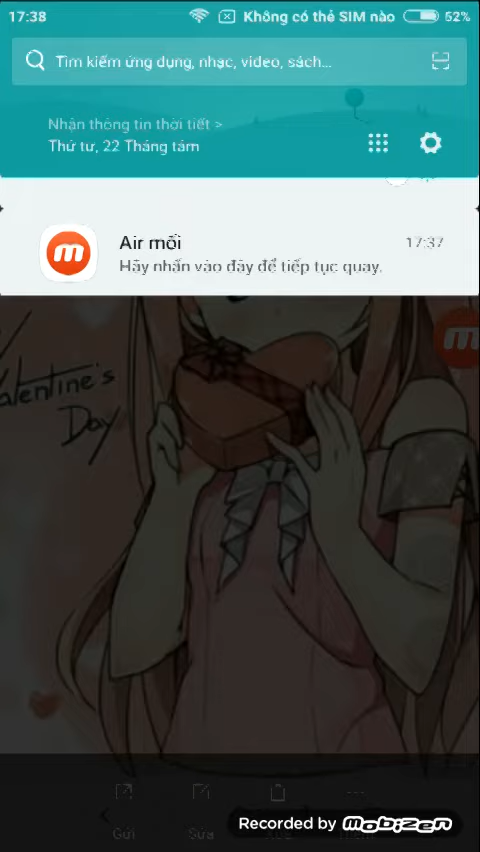 17:38
Không có thẻ SIM nào
52%
Tìm kiếm ứng dụng, nhạc, video, sách...
Nhận thông tin thời tiết >
Thứ tư, 22 Tháng tám
Air mới
17:37
Hãy nhấn vào đây để tiếp tục quay.
Valentine's
Day
Gửi
Sửa
Recorded by mobizen